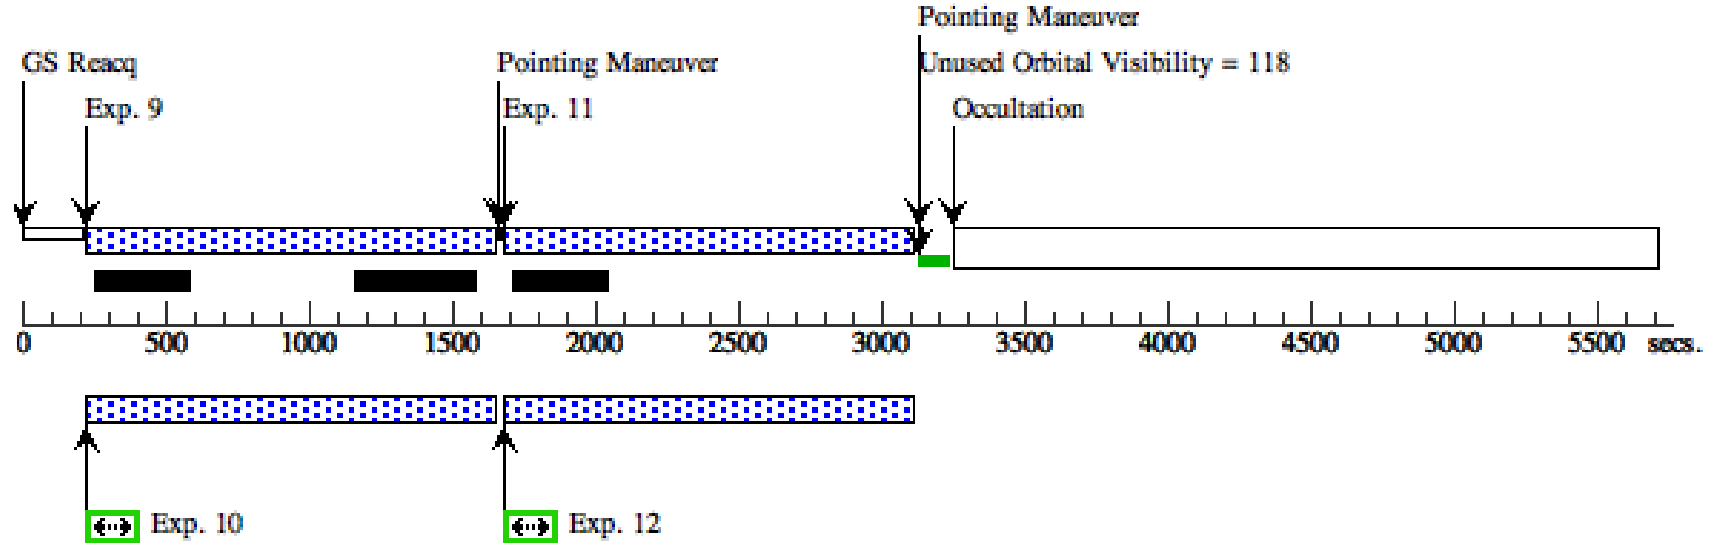 Pointing Maneuver
GS Reacq Pointing Maneuver Unused Orbital Visibility = 118
Exp. 9 Exp. 11 Occultation
0 500 1000 1500 2000 2500 3000 3500 4000 4500 5000 5500 secs.
Exp. 10 Exp. 12